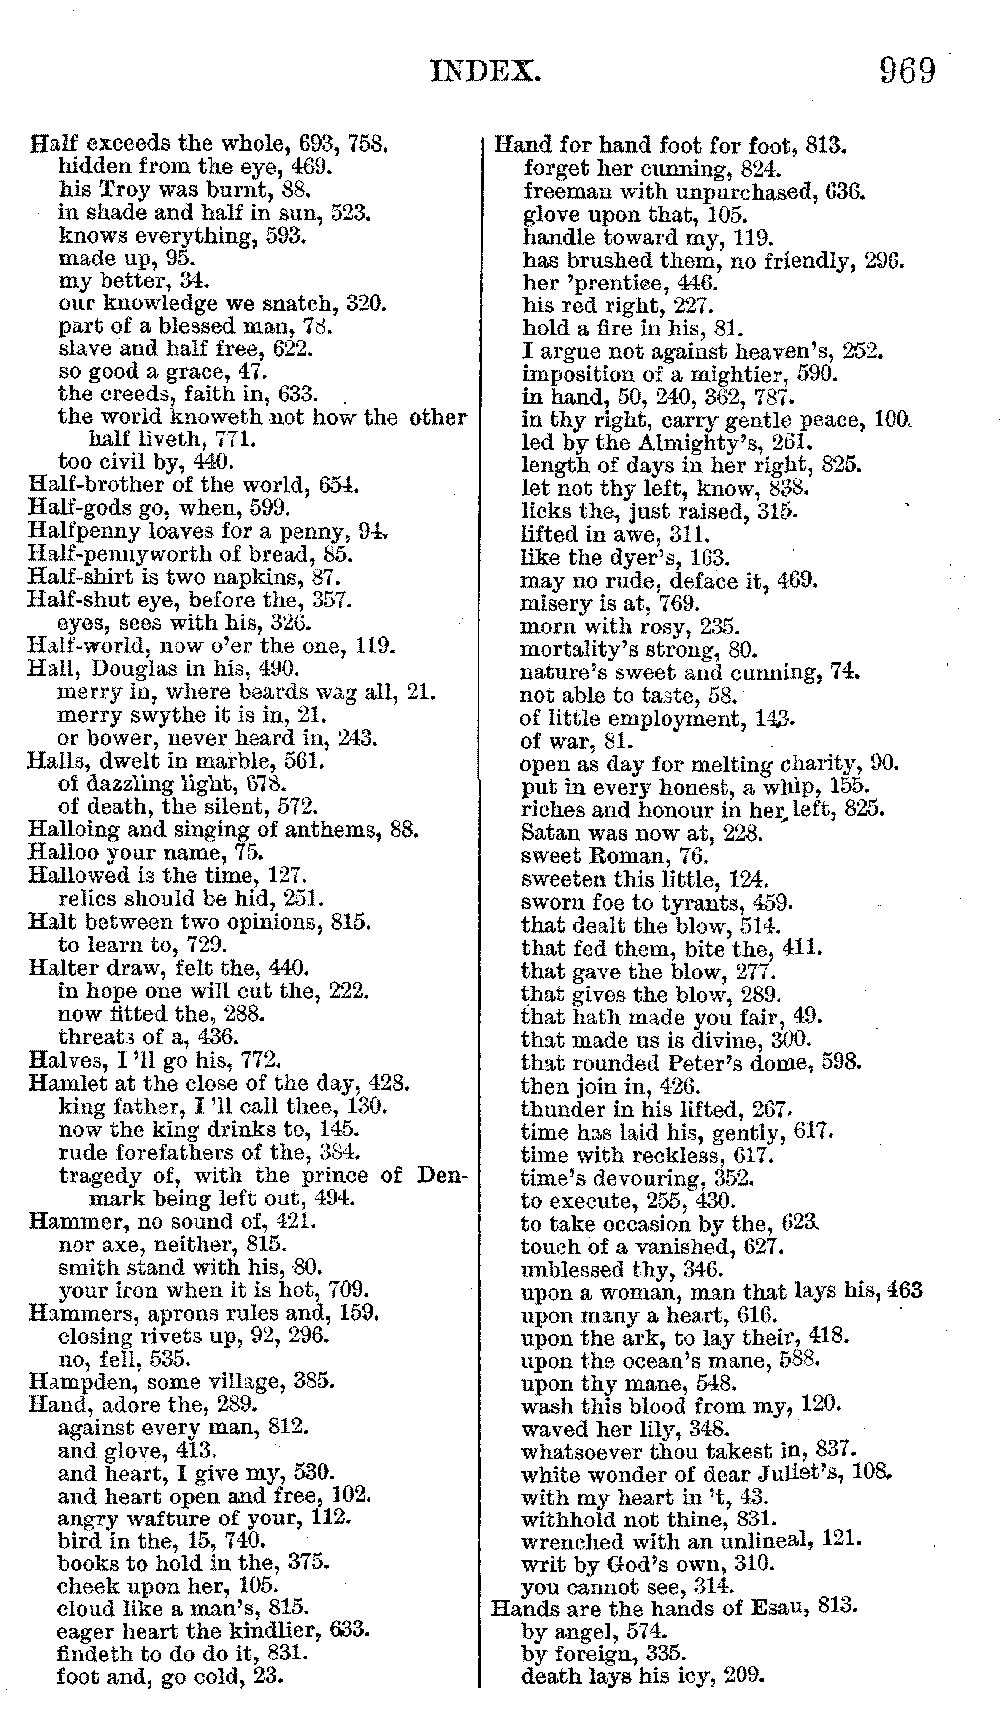 INDEX. 969
Half exceeds the whole, 693, 758.
hidden from the eye, 469.
his Troy was burnt, 88.
in shade and half in sun, 523.
knows everything, 593.
made up, 95.
my better, 34.
our knowledge we snatch, 320.
part of a blessed man, 78.
slave and half free, 622.
so good a grace, 47.
the creeds, faith in, 633.
the world knoweth not how the other
half liveth, 771.
too civil by, 440.
Half-brother of the world, 654.
Half-gods go, when, 599.
Halfpenny loaves for a penny, 94.
Half-pennyworth of bread, 85.
Half-shirt is two napkins, 87.
Half-shut eye, before the, 357.
eyes, sees with his, 326.
Half-world, now o'er the one, 119.
Hall, Douglas in his, 490.
merry in, where beards wag all, 21.
merry swythe it is in, 21.
or bower, never heard in, 243.
Halls, dwelt in marble, 561.
of dazzling light, 678.
of death, the silent, 572.
Halloing and singing of anthems, 88.
Halloo your name, 75.
Hallowed is the time, 127.
relics should be hid, 251.
Halt between two opinions, 815.
to learn to, 729.
Halter draw, felt the, 440.
in hope one will cut the, 222.
now fitted the, 288.
threats of a, 436.
Halves, I 'll go his, 772.
Hamlet at the close of the day, 428.
king father, I 'll call thee, 130.
now the king drinks to, 145.
rude forefathers of the, 384.
tragedy of, with the prince of Den-
mark being left out, 494.
Hammer, no sound of, 421.
nor axe, neither, 815.
smith stand with his, 80.
your iron when it is hot, 709.
Hammers, aprons rules and, 159.
closing rivets up, 92, 296.
no, fell, 535.
Hampden, some village, 385.
Hand, adore the, 289.
against every man, 812.
and glove, 413.
and heart, I give my, 530.
and heart open and free, 102.
angry wafture of your, 112.
bird in the, 15, 740.
books to hold in the, 375.
cheek upon her, 105.
cloud like a man's, 815.
eager heart the kindlier, 633.
findeth to do do it, 831.
foot and, go cold, 23.
Hand for hand foot for foot, 813.
forget her cunning, 824.
freeman with unpurchased, 636.
glove upon that, 105.
handle toward my, 119.
has brushed them, no friendly, 296.
her 'prentice, 446.
his red right, 227.
hold a fire in his, 81.
I argue not against heaven's, 252.
imposition of a mightier, 590.
in hand, 50, 240, 362, 787.
in thy right, carry gentle peace, 100.
led by the Almighty's, 261.
length of days in her right, 825.
let not thy left, know, 838.
licks the, just raised, 315.
lifted in awe, 311.
like the dyer's, 163.
may no rude, deface it, 469.
misery is at, 769.
morn with rosy, 235.
mortality's strong, 80.
nature's sweet and cunning, 74.
not able to taste, 58.
of little employment, 143.
of war, 81.
open as day for melting charity, 90.
put in every honest, a whip, 155.
riches and honour in her left, 825.
Satan was now at, 228.
sweet Roman, 76.
sweeten this little, 124.
sworn foe to tyrants, 459.
that dealt the blow, 514.
that fed them, bite the, 411.
that gave the blow, 277.
that gives the blow, 289.
that hath made you fair, 49.
that made us is divine, 300.
that rounded Peter's dome, 598.
then join in, 426.
thunder in his lifted, 267.
time has laid his, gently, 617.
time with reckless, 617.
time's devouring, 352.
to execute, 255, 430.
to take occasion by the, 623.
touch of a vanished, 627.
unblessed thy, 346.
upon a woman, man that lays his, 463
upon many a heart, 616.
upon the ark, to lay their, 418.
upon the ocean's mane, 588.
upon thy mane, 548.
wash this blood from my, 120.
waved her lily, 348.
whatsoever thou takest in, 837.
white wonder of dear Juliet's, 108.
with my heart in 't, 43.
withhold not thine, 831.
wrenched with an unlineal, 121.
writ by God's own, 310.
you cannot see, 314.
Hands are the hands of Esau, 813.
by angel, 574.
by foreign, 335.
death lays his icy, 209.